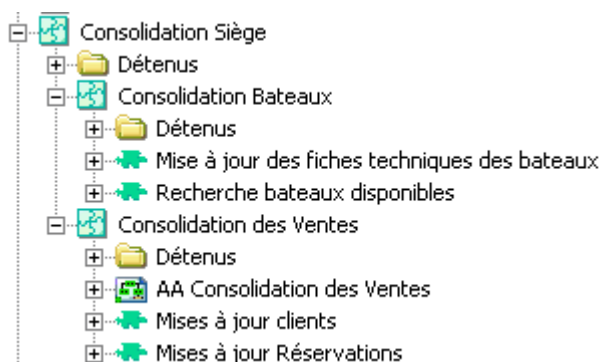 Consolidation Siège
Détenus
Consolidation Bateaux
Détenus
Mise à jour des fiches techniques des bateaux
Recherche bateaux disponibles
Consolidation des Ventes
Détenus
AA Consolidation des Ventes
Mises à jour clients
Mises à jour Réservations